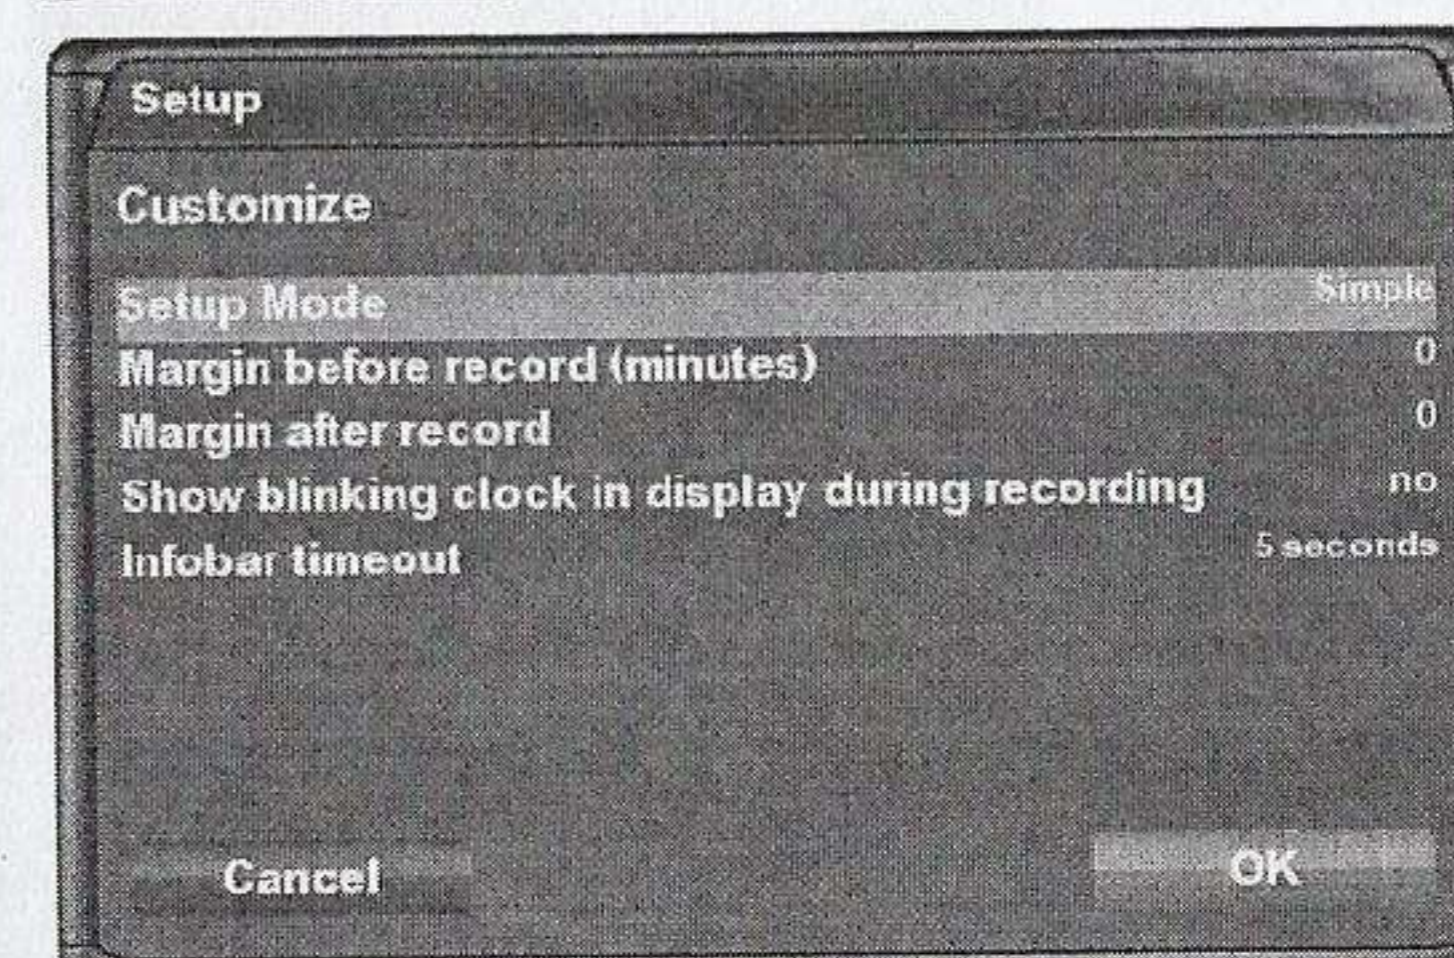 Setup
Customize
Setup Mode Simple
Margin before record (minutes) 0
Margin after record 0
Show blinking clock in display during recording no
Infobar timeout 5 seconds
Cancel OK